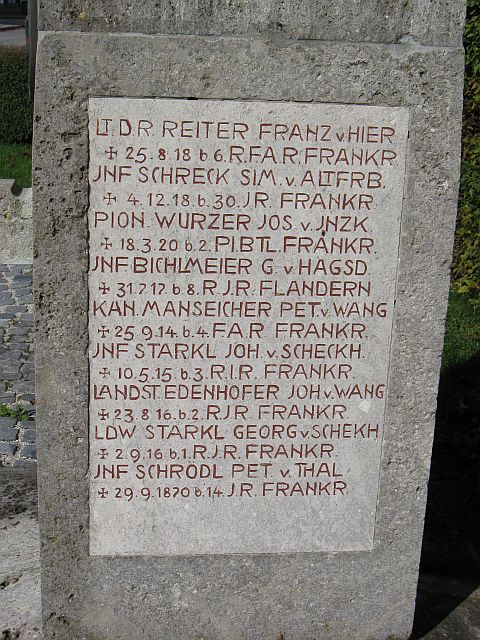 LT. D.R. REITER FRANZ v. HIER
✠ 25.8.18 b. 6. R.F.A.R. FRANKR.
JNF. SCHRECK SIM. v. ALTFRB.
✠ 4.12.18. b. 30. J.R. FRANKR.
PION. WURZER JOS. v. JNZK.
✠ 18.3.20 b. 2. PI.BTL. FRANKR.
JNF. BICHLMEIER G. v. HAGSD.
✠ 31.7.17. b. 8. R.J.R. FLANDERN
KAN. MANSEICHER PET. v. WANG
✠ 25.9.14. b. 4. F.A.R. FRANKR.
JNF. STARKL JOH. v. SCHECKH.
✠ 10.5.15 b. 3. R.I.R. FRANKR.
LANDST. EDENHOFER JOH. v. WANG
✠ 23.8.16. b. 2. RJR FRANKR.
LDW STARKL GEORG v. SCHEKH
✠ 2.9.16 b. 1. R.J.R. FRANKR.
JNF SCHRÖDL PET. v. THAL.
✠ 29.9.1870 b. 14. J.R. FRANKR.